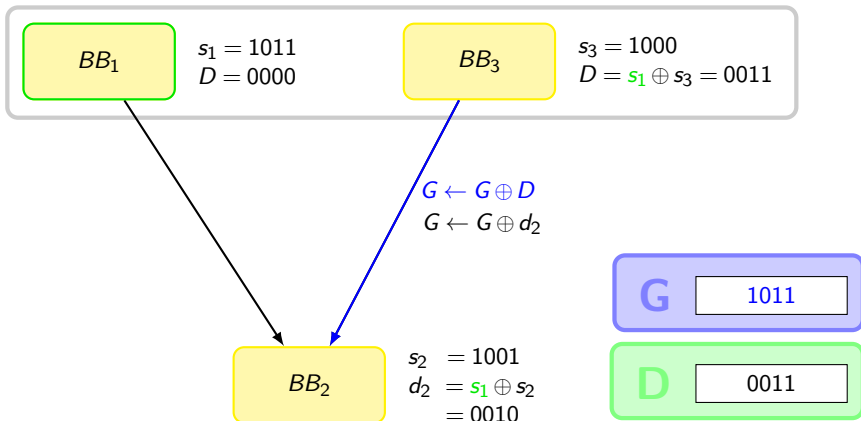 BB₁
s₁ = 1011
D = 0000
BB₃
s₃ = 1000
D = s₁ ⊕ s₃ = 0011
G ← G ⊕ D
G ← G ⊕ d₂
G 1011
D 0011
BB₂
s₂ = 1001
d₂ = s₁ ⊕ s₂
= 0010